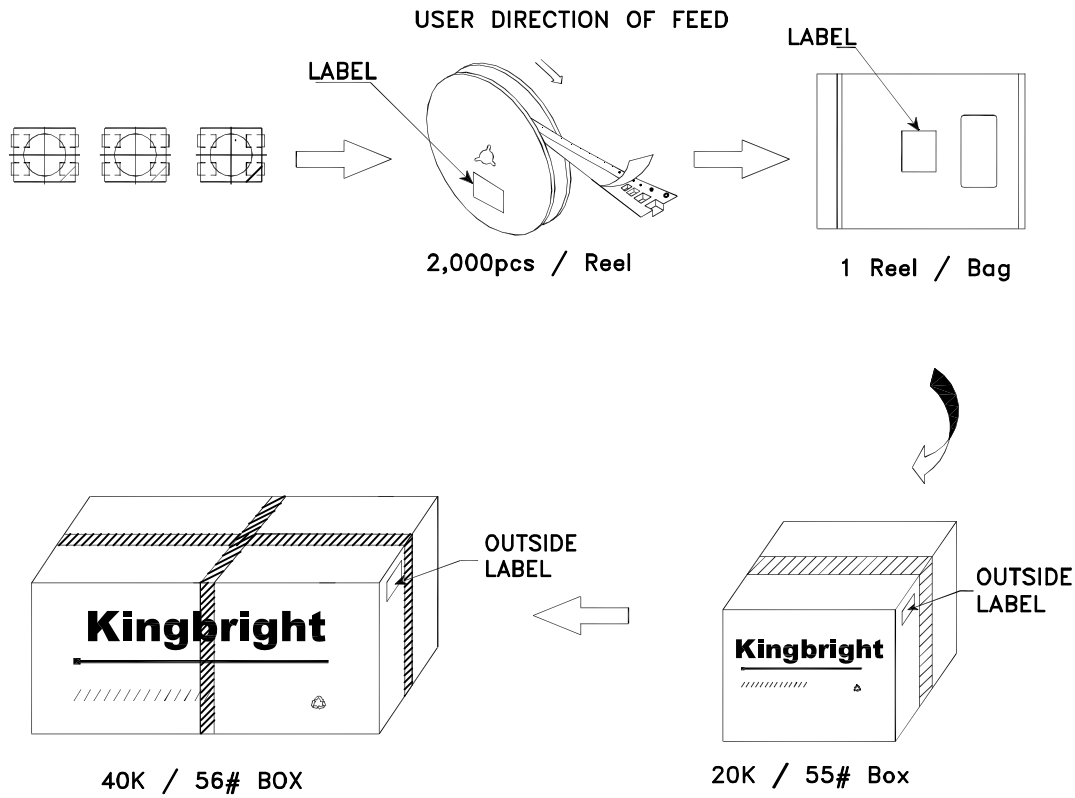 USER DIRECTION OF FEED
LABEL
LABEL
2,000pcs / Reel
1 Reel / Bag
OUTSIDE
LABEL
OUTSIDE
LABEL
Kingbright
Kingbright
40K / 56# BOX
20K / 55# Box